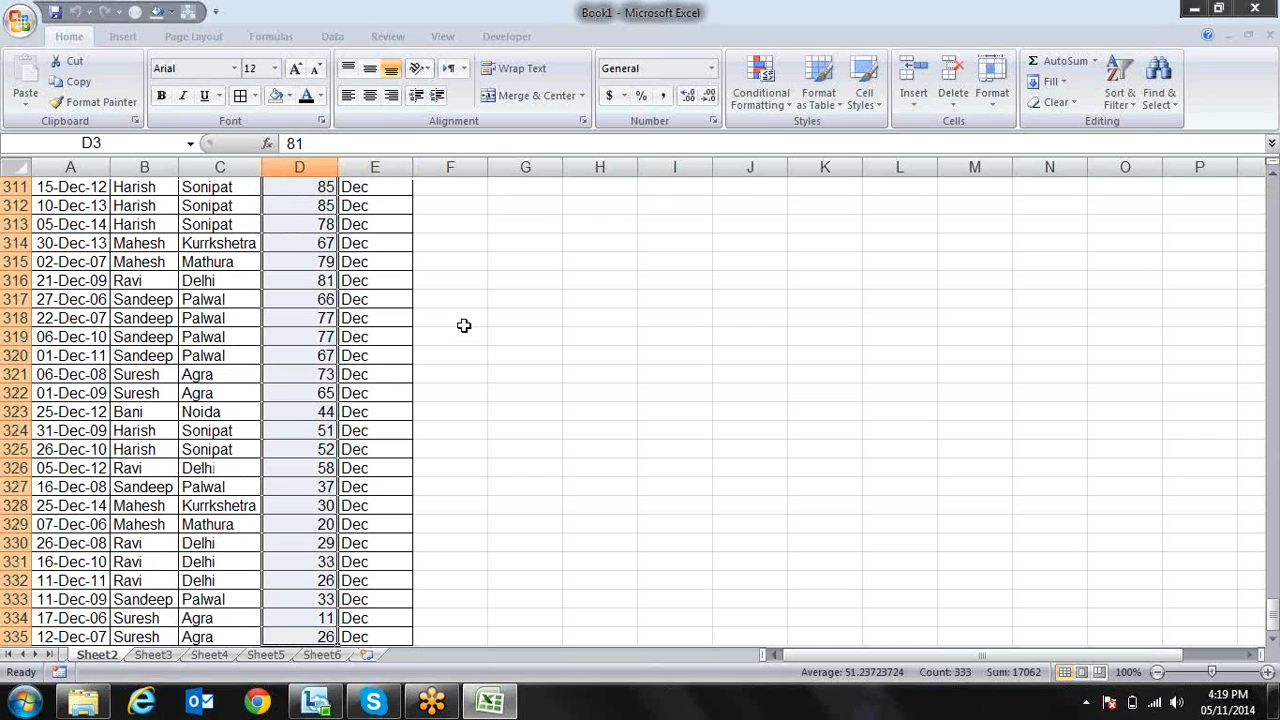 Book1 - Microsoft Excel
Home Insert Page Layout Formulas Data Review View Developer
Paste
Cut
Copy
Format Painter
Clipboard
Arial 12
B I U
Font
Wrap Text
Merge & Center
Alignment
General
$ % ,
Number
Conditional Formatting
Format as Table
Cell Styles
Styles
Insert Delete Format
Cells
Σ AutoSum
Fill
Clear
Sort & Filter
Find & Select
Editing
D3 fx 81
A B C D E F G H I J K L M N O P
311 15-Dec-12 Harish Sonipat 85 Dec
312 10-Dec-13 Harish Sonipat 85 Dec
313 05-Dec-14 Harish Sonipat 78 Dec
314 30-Dec-13 Mahesh Kurrkshetra 67 Dec
315 02-Dec-07 Mahesh Mathura 79 Dec
316 21-Dec-09 Ravi Delhi 81 Dec
317 27-Dec-06 Sandeep Palwal 66 Dec
318 22-Dec-07 Sandeep Palwal 77 Dec
319 06-Dec-10 Sandeep Palwal 77 Dec
320 01-Dec-11 Sandeep Palwal 67 Dec
321 06-Dec-08 Suresh Agra 73 Dec
322 01-Dec-09 Suresh Agra 65 Dec
323 25-Dec-12 Bani Noida 44 Dec
324 31-Dec-09 Harish Sonipat 51 Dec
325 26-Dec-10 Harish Sonipat 52 Dec
326 05-Dec-12 Ravi Delhi 58 Dec
327 16-Dec-08 Sandeep Palwal 37 Dec
328 25-Dec-14 Mahesh Kurrkshetra 30 Dec
329 07-Dec-06 Mahesh Mathura 20 Dec
330 26-Dec-08 Ravi Delhi 29 Dec
331 16-Dec-10 Ravi Delhi 33 Dec
332 11-Dec-11 Ravi Delhi 26 Dec
333 11-Dec-09 Sandeep Palwal 33 Dec
334 17-Dec-06 Suresh Agra 11 Dec
335 12-Dec-07 Suresh Agra 26 Dec
Sheet2 Sheet3 Sheet4 Sheet5 Sheet6
Ready Average: 51.23723724 Count: 333 Sum: 17062 100%
4:19 PM
05/11/2014